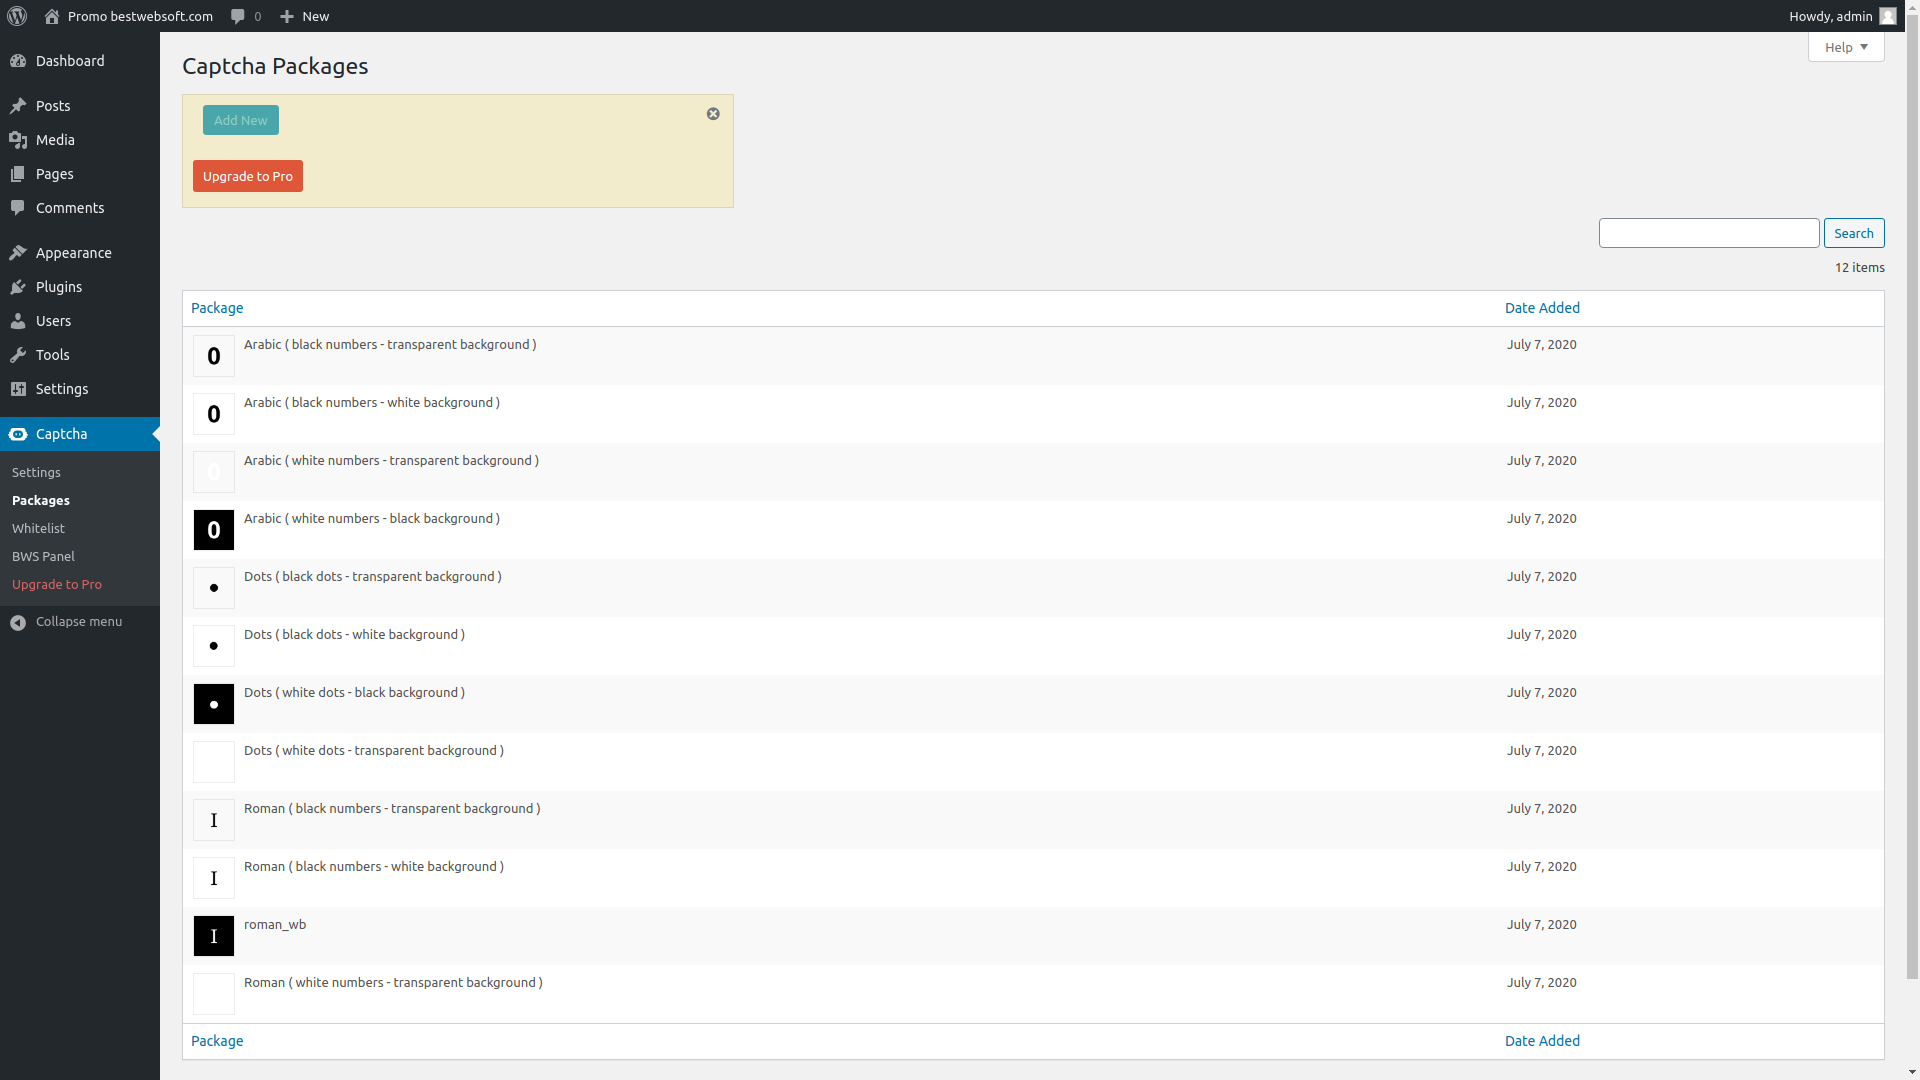 Promo bestwebsoft.com 0 New Howdy, admin
Help
Dashboard
Posts
Media
Pages
Comments
Appearance
Plugins
Users
Tools
Settings
Captcha
Settings
Packages
Whitelist
BWS Panel
Upgrade to Pro
Collapse menu
Captcha Packages
Add New
Upgrade to Pro
Search
12 items
Package Date Added
0 Arabic ( black numbers - transparent background ) July 7, 2020
0 Arabic ( black numbers - white background ) July 7, 2020
0 Arabic ( white numbers - transparent background ) July 7, 2020
0 Arabic ( white numbers - black background ) July 7, 2020
Dots ( black dots - transparent background ) July 7, 2020
Dots ( black dots - white background ) July 7, 2020
Dots ( white dots - black background ) July 7, 2020
Dots ( white dots - transparent background ) July 7, 2020
I Roman ( black numbers - transparent background ) July 7, 2020
I Roman ( black numbers - white background ) July 7, 2020
I roman_wb July 7, 2020
Roman ( white numbers - transparent background ) July 7, 2020
Package Date Added